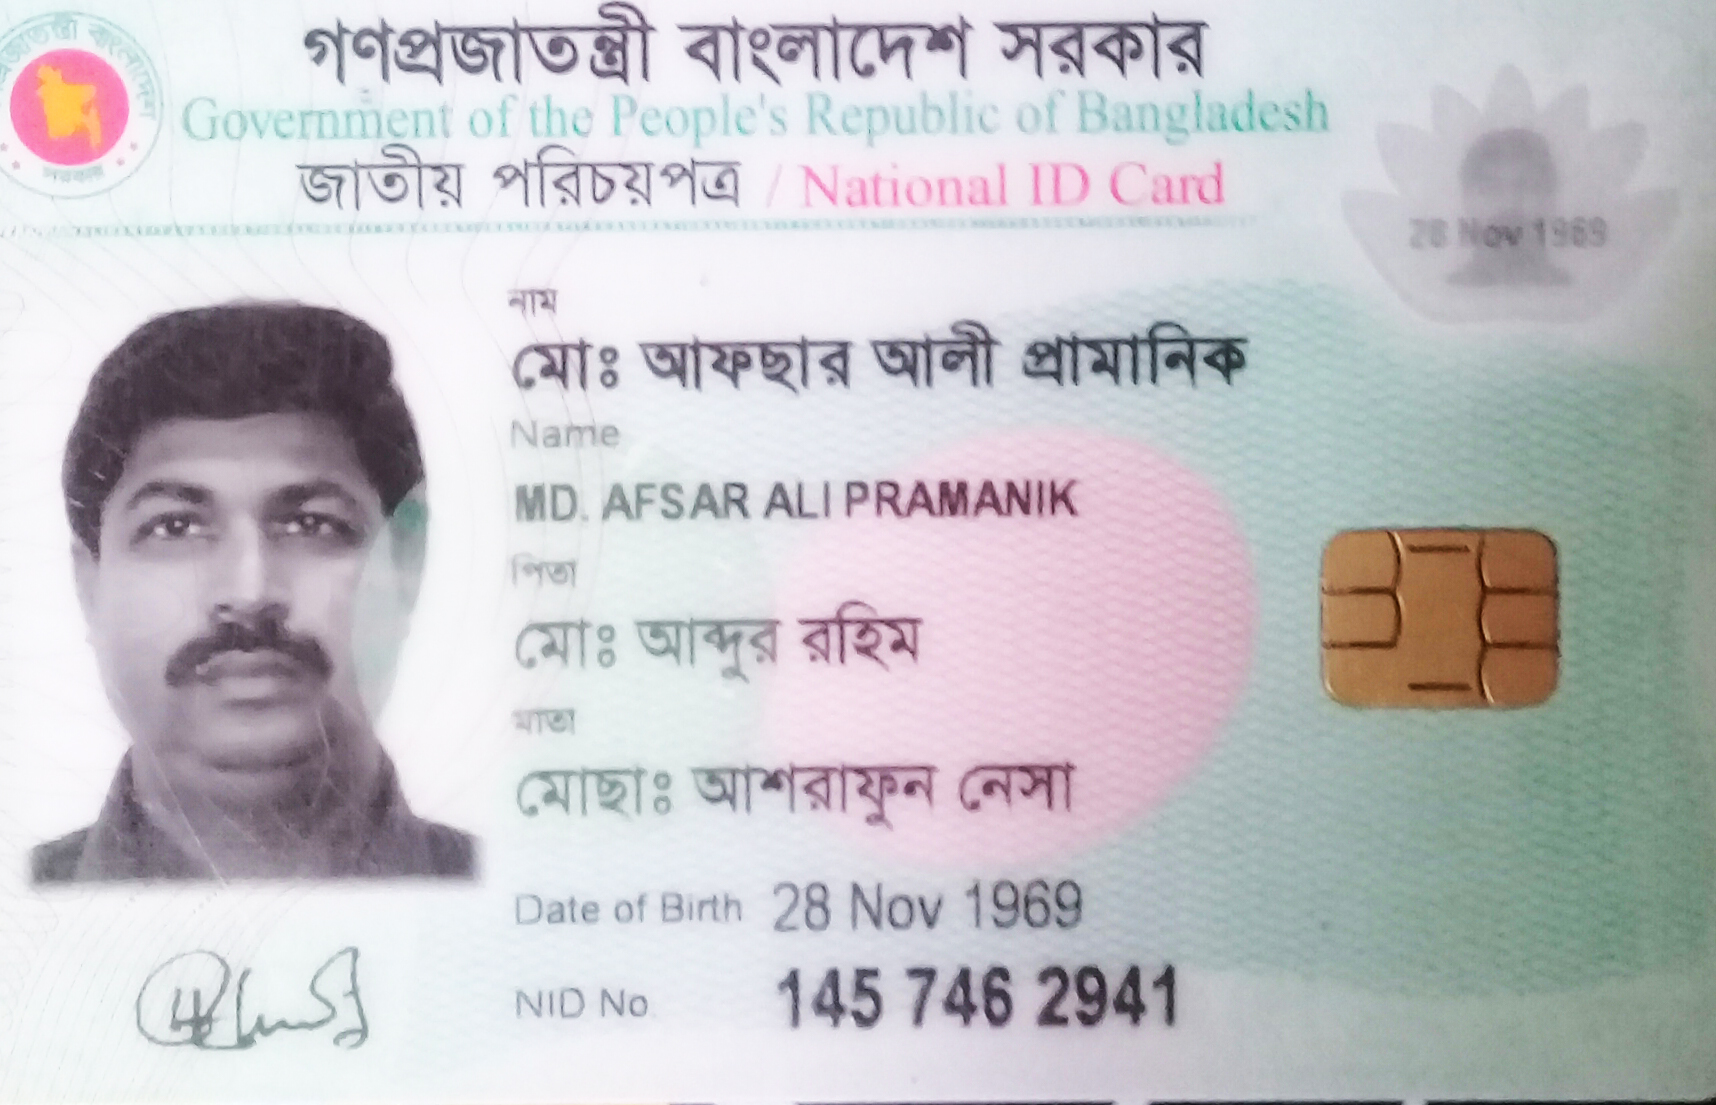 গণপ্রজাতন্ত্রী বাংলাদেশ সরকার
Government of the People's Republic of Bangladesh
জাতীয় পরিচয়পত্র / National ID Card
28 Nov 1969
নাম
মোঃ আফছার আলী প্রামানিক
Name
MD. AFSAR ALI PRAMANIK
পিতা
মোঃ আব্দুর রহিম
মাতা
মোছাঃ আশরাফুন নেসা
Date of Birth 28 Nov 1969
NID No. 145 746 2941